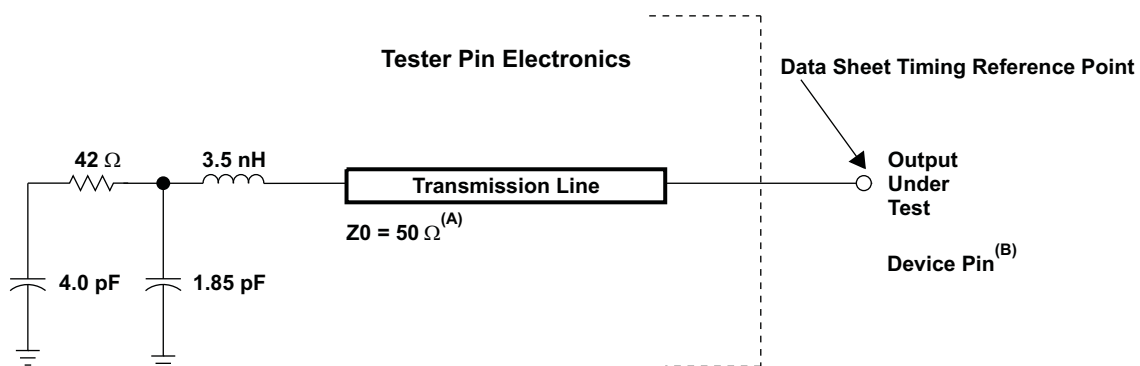 Tester Pin Electronics
Data Sheet Timing Reference Point
42 Ω
3.5 nH
Transmission Line
Output
Under
Test
Z0 = 50 Ω(A)
Device Pin(B)
4.0 pF
1.85 pF